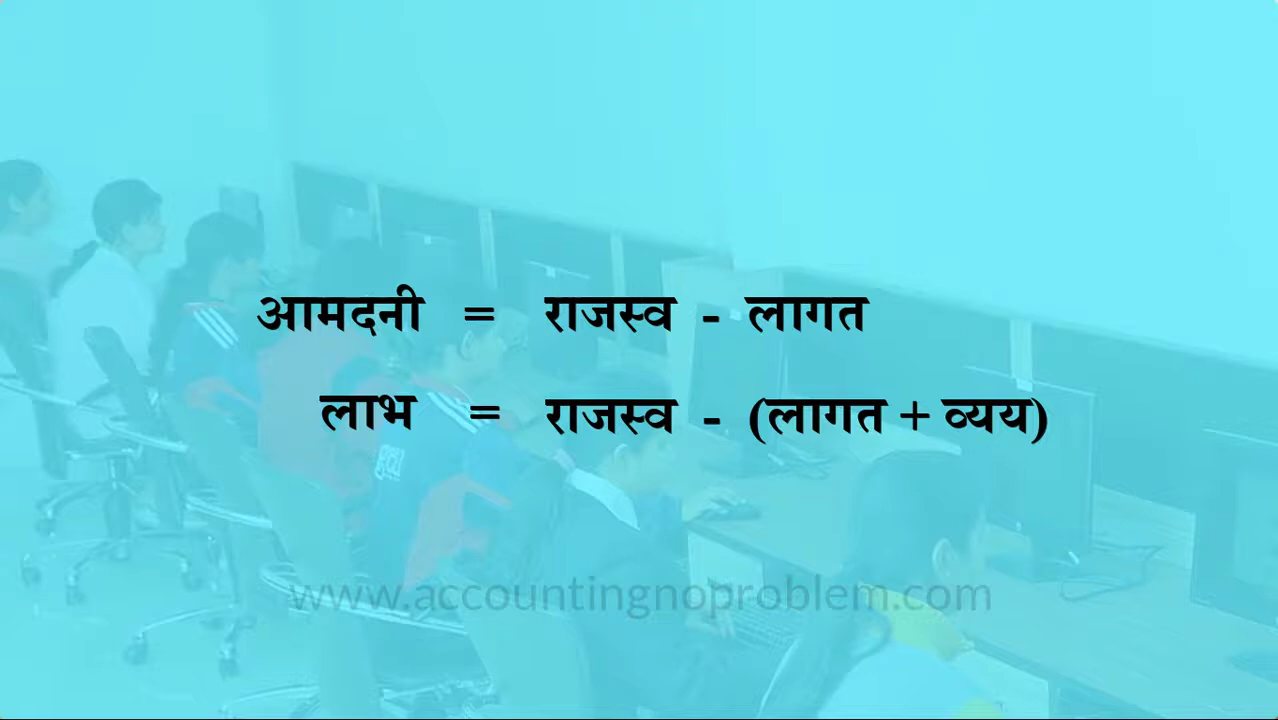 आमदनी = राजस्व - लागत
लाभ = राजस्व - (लागत + व्यय)
www.accountingnoproblem.com